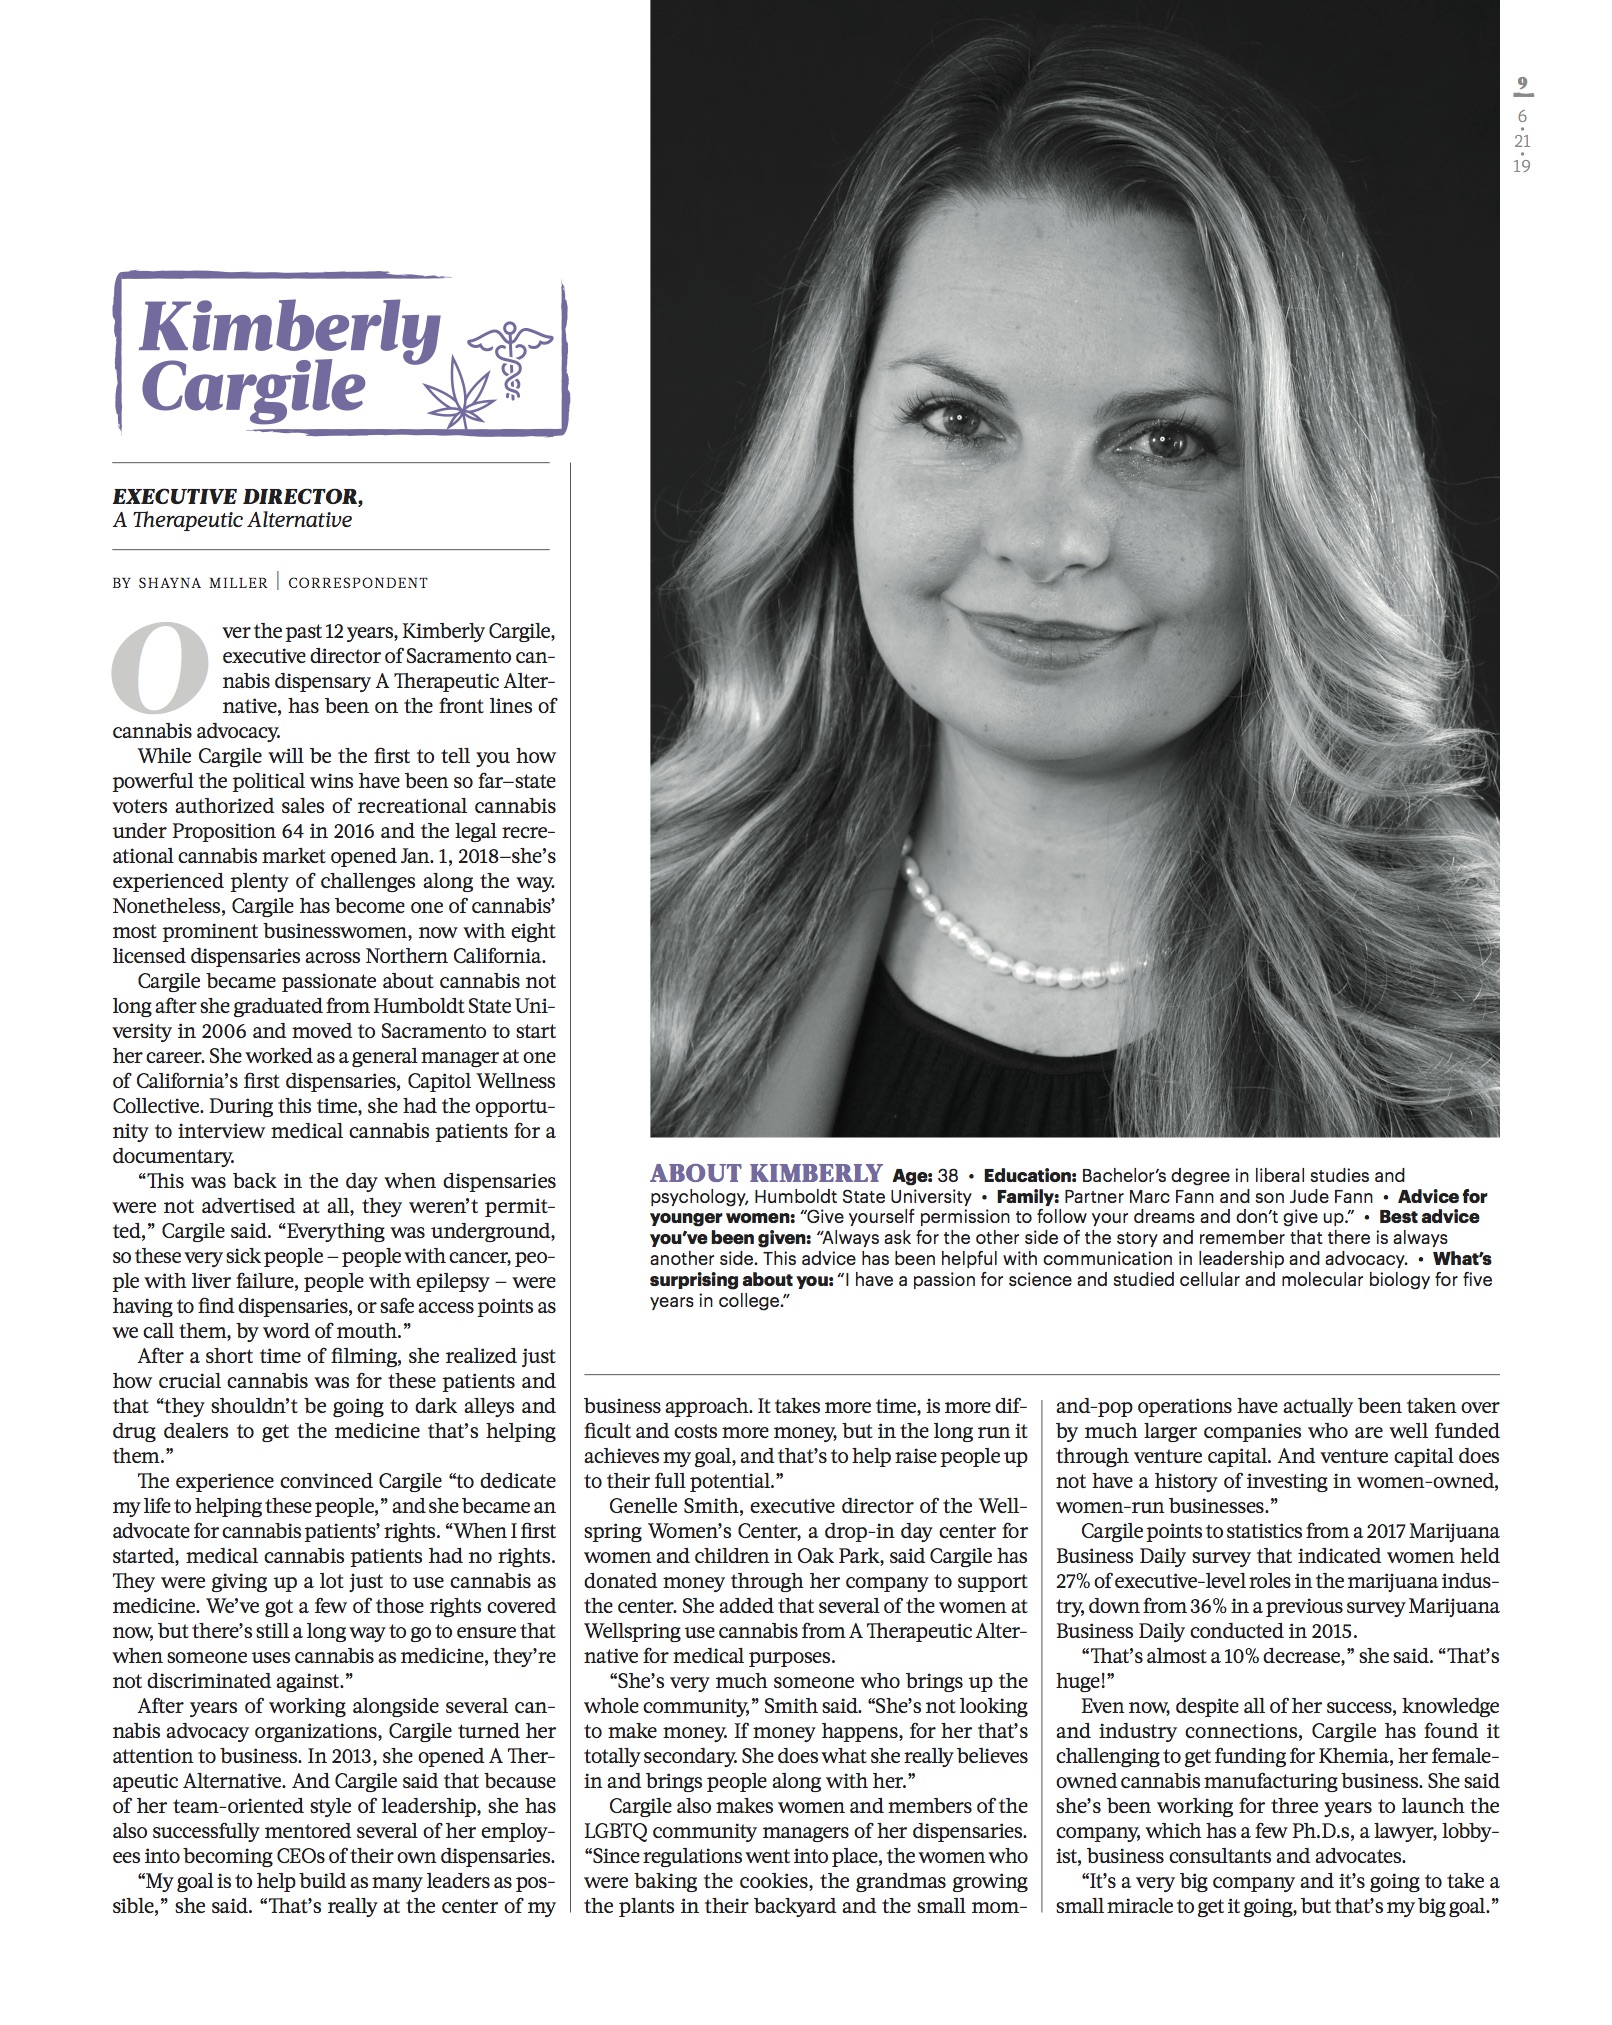 9
6
21
19
Kimberly
Cargile
EXECUTIVE DIRECTOR,
A Therapeutic Alternative
BY SHAYNA MILLER | CORRESPONDENT
Over the past 12 years, Kimberly Cargile,
executive director of Sacramento can-
nabis dispensary A Therapeutic Alter-
native, has been on the front lines of
cannabis advocacy.
While Cargile will be the first to tell you how
powerful the political wins have been so far—state
voters authorized sales of recreational cannabis
under Proposition 64 in 2016 and the legal recre-
ational cannabis market opened Jan. 1, 2018—she's
experienced plenty of challenges along the way.
Nonetheless, Cargile has become one of cannabis'
most prominent businesswomen, now with eight
licensed dispensaries across Northern California.
Cargile became passionate about cannabis not
long after she graduated from Humboldt State Uni-
versity in 2006 and moved to Sacramento to start
her career. She worked as a general manager at one
of California's first dispensaries, Capitol Wellness
Collective. During this time, she had the opportu-
nity to interview medical cannabis patients for a
documentary.
“This was back in the day when dispensaries
were not advertised at all, they weren't permit-
ted,” Cargile said. “Everything was underground,
so these very sick people – people with cancer, peo-
ple with liver failure, people with epilepsy – were
having to find dispensaries, or safe access points as
we call them, by word of mouth.”
After a short time of filming, she realized just
how crucial cannabis was for these patients and
that “they shouldn't be going to dark alleys and
drug dealers to get the medicine that's helping
them.”
The experience convinced Cargile “to dedicate
my life to helping these people,” and she became an
advocate for cannabis patients' rights. “When I first
started, medical cannabis patients had no rights.
They were giving up a lot just to use cannabis as
medicine. We've got a few of those rights covered
now, but there's still a long way to go to ensure that
when someone uses cannabis as medicine, they're
not discriminated against.”
After years of working alongside several can-
nabis advocacy organizations, Cargile turned her
attention to business. In 2013, she opened A Ther-
apeutic Alternative. And Cargile said that because
of her team-oriented style of leadership, she has
also successfully mentored several of her employ-
ees into becoming CEOs of their own dispensaries.
“My goal is to help build as many leaders as pos-
sible,” she said. “That's really at the center of my
ABOUT KIMBERLY Age: 38 • Education: Bachelor's degree in liberal studies and
psychology, Humboldt State University • Family: Partner Marc Fann and son Jude Fann • Advice for
younger women: “Give yourself permission to follow your dreams and don't give up.” • Best advice
you've been given: “Always ask for the other side of the story and remember that there is always
another side. This advice has been helpful with communication in leadership and advocacy. • What's
surprising about you: “I have a passion for science and studied cellular and molecular biology for five
years in college.”
business approach. It takes more time, is more dif-
ficult and costs more money, but in the long run it
achieves my goal, and that's to help raise people up
to their full potential.”
Genelle Smith, executive director of the Well-
spring Women's Center, a drop-in day center for
women and children in Oak Park, said Cargile has
donated money through her company to support
the center. She added that several of the women at
Wellspring use cannabis from A Therapeutic Alter-
native for medical purposes.
“She's very much someone who brings up the
whole community,” Smith said. “She's not looking
to make money. If money happens, for her that's
totally secondary. She does what she really believes
in and brings people along with her.”
Cargile also makes women and members of the
LGBTQ community managers of her dispensaries.
“Since regulations went into place, the women who
were baking the cookies, the grandmas growing
the plants in their backyard and the small mom-
and-pop operations have actually been taken over
by much larger companies who are well funded
through venture capital. And venture capital does
not have a history of investing in women-owned,
women-run businesses.”
Cargile points to statistics from a 2017 Marijuana
Business Daily survey that indicated women held
27% of executive-level roles in the marijuana indus-
try, down from 36% in a previous survey Marijuana
Business Daily conducted in 2015.
“That's almost a 10% decrease,” she said. “That's
huge!”
Even now, despite all of her success, knowledge
and industry connections, Cargile has found it
challenging to get funding for Khemia, her female-
owned cannabis manufacturing business. She said
she's been working for three years to launch the
company, which has a few Ph.D.s, a lawyer, lobby-
ist, business consultants and advocates.
“It's a very big company and it's going to take a
small miracle to get it going, but that's my big goal.”